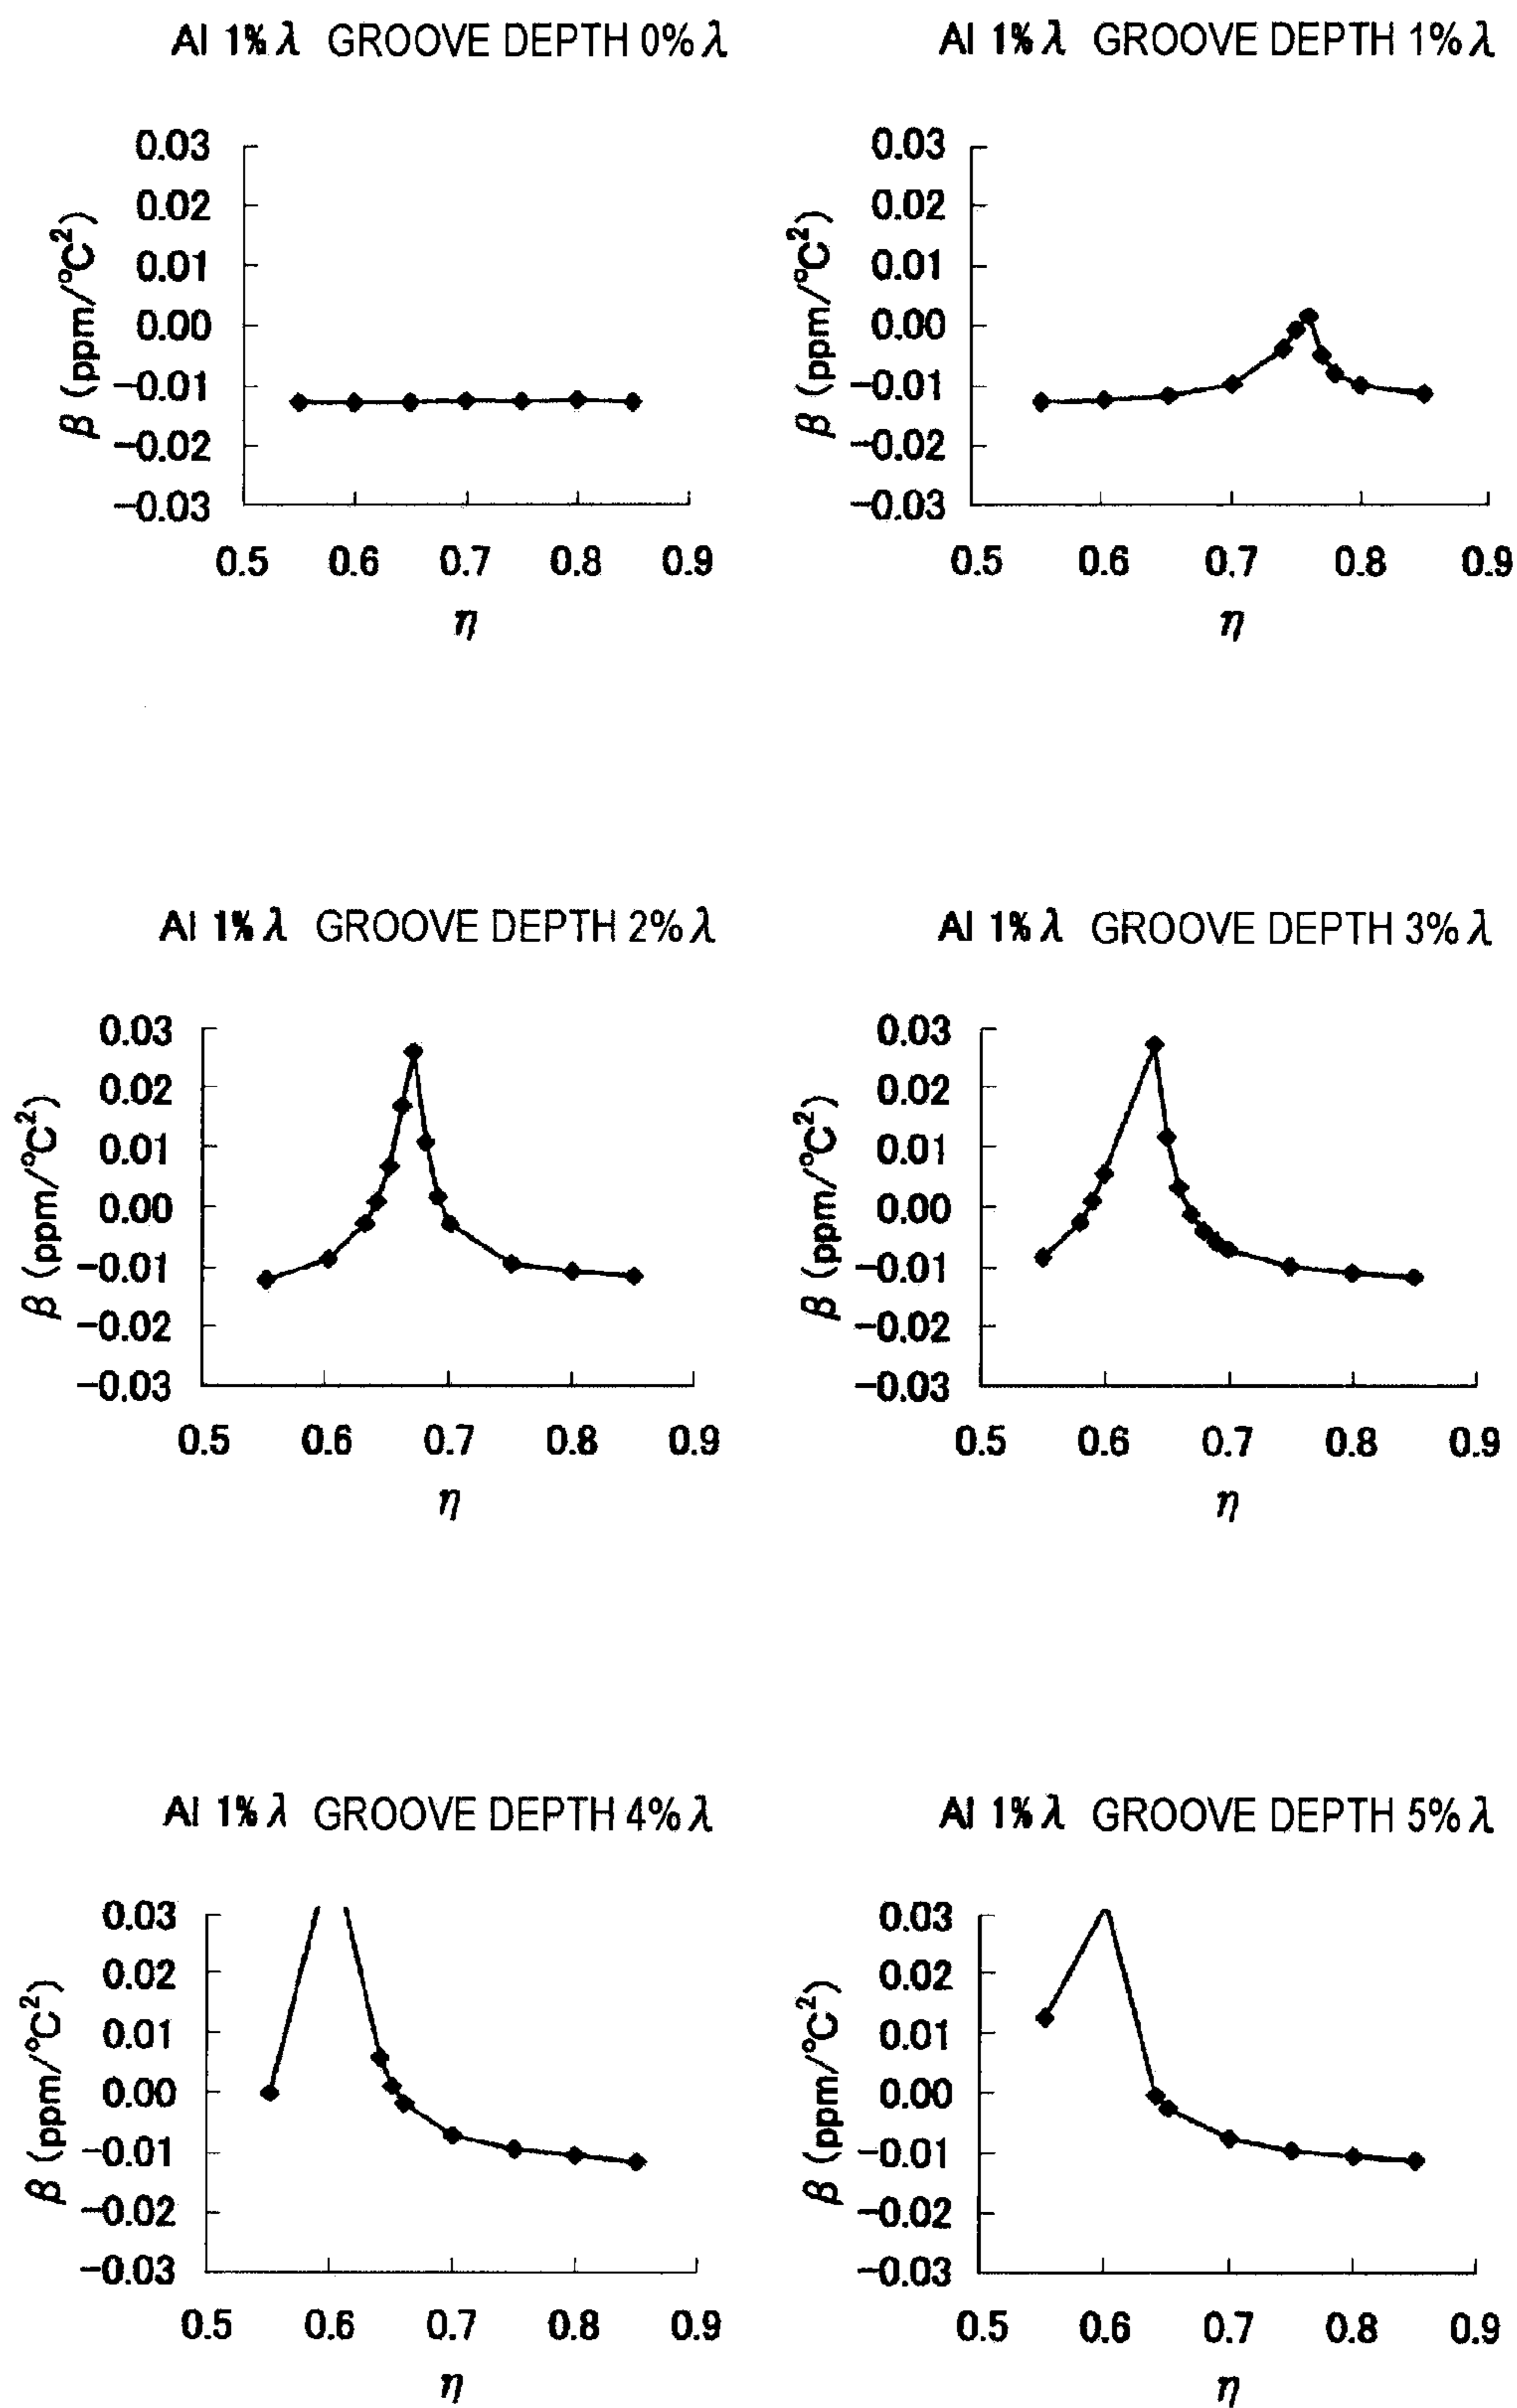 Al 1% λ GROOVE DEPTH 0% λ
0.03
0.02
0.01
0.00
−0.01
−0.02
−0.03
β (ppm/°C²)
0.5 0.6 0.7 0.8 0.9
η
Al 1% λ GROOVE DEPTH 1% λ
0.03
0.02
0.01
0.00
−0.01
−0.02
−0.03
β (ppm/°C²)
0.5 0.6 0.7 0.8 0.9
η
Al 1% λ GROOVE DEPTH 2% λ
0.03
0.02
0.01
0.00
−0.01
−0.02
−0.03
β (ppm/°C²)
0.5 0.6 0.7 0.8 0.9
η
Al 1% λ GROOVE DEPTH 3% λ
0.03
0.02
0.01
0.00
−0.01
−0.02
−0.03
β (ppm/°C²)
0.5 0.6 0.7 0.8 0.9
η
Al 1% λ GROOVE DEPTH 4% λ
0.03
0.02
0.01
0.00
−0.01
−0.02
−0.03
β (ppm/°C²)
0.5 0.6 0.7 0.8 0.9
η
Al 1% λ GROOVE DEPTH 5% λ
0.03
0.02
0.01
0.00
−0.01
−0.02
−0.03
β (ppm/°C²)
0.5 0.6 0.7 0.8 0.9
η